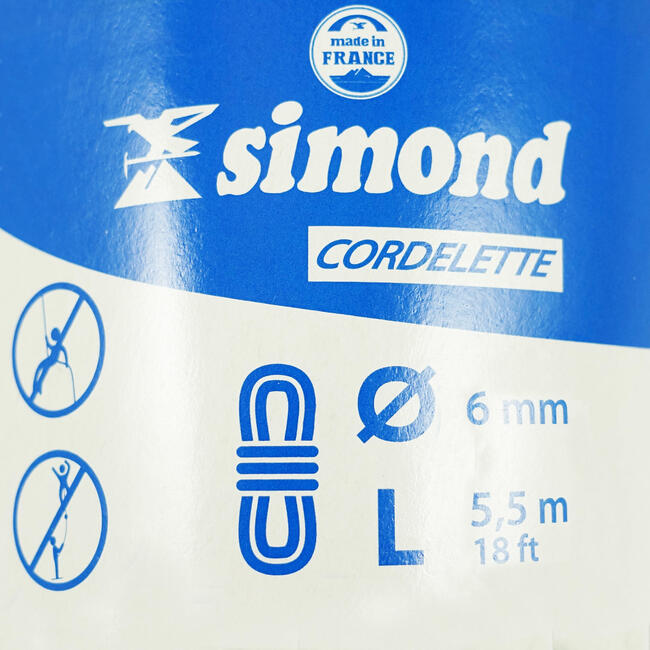 made in
FRANCE
simond
CORDELETTE
Ø 6 mm
L 5,5 m
18 ft